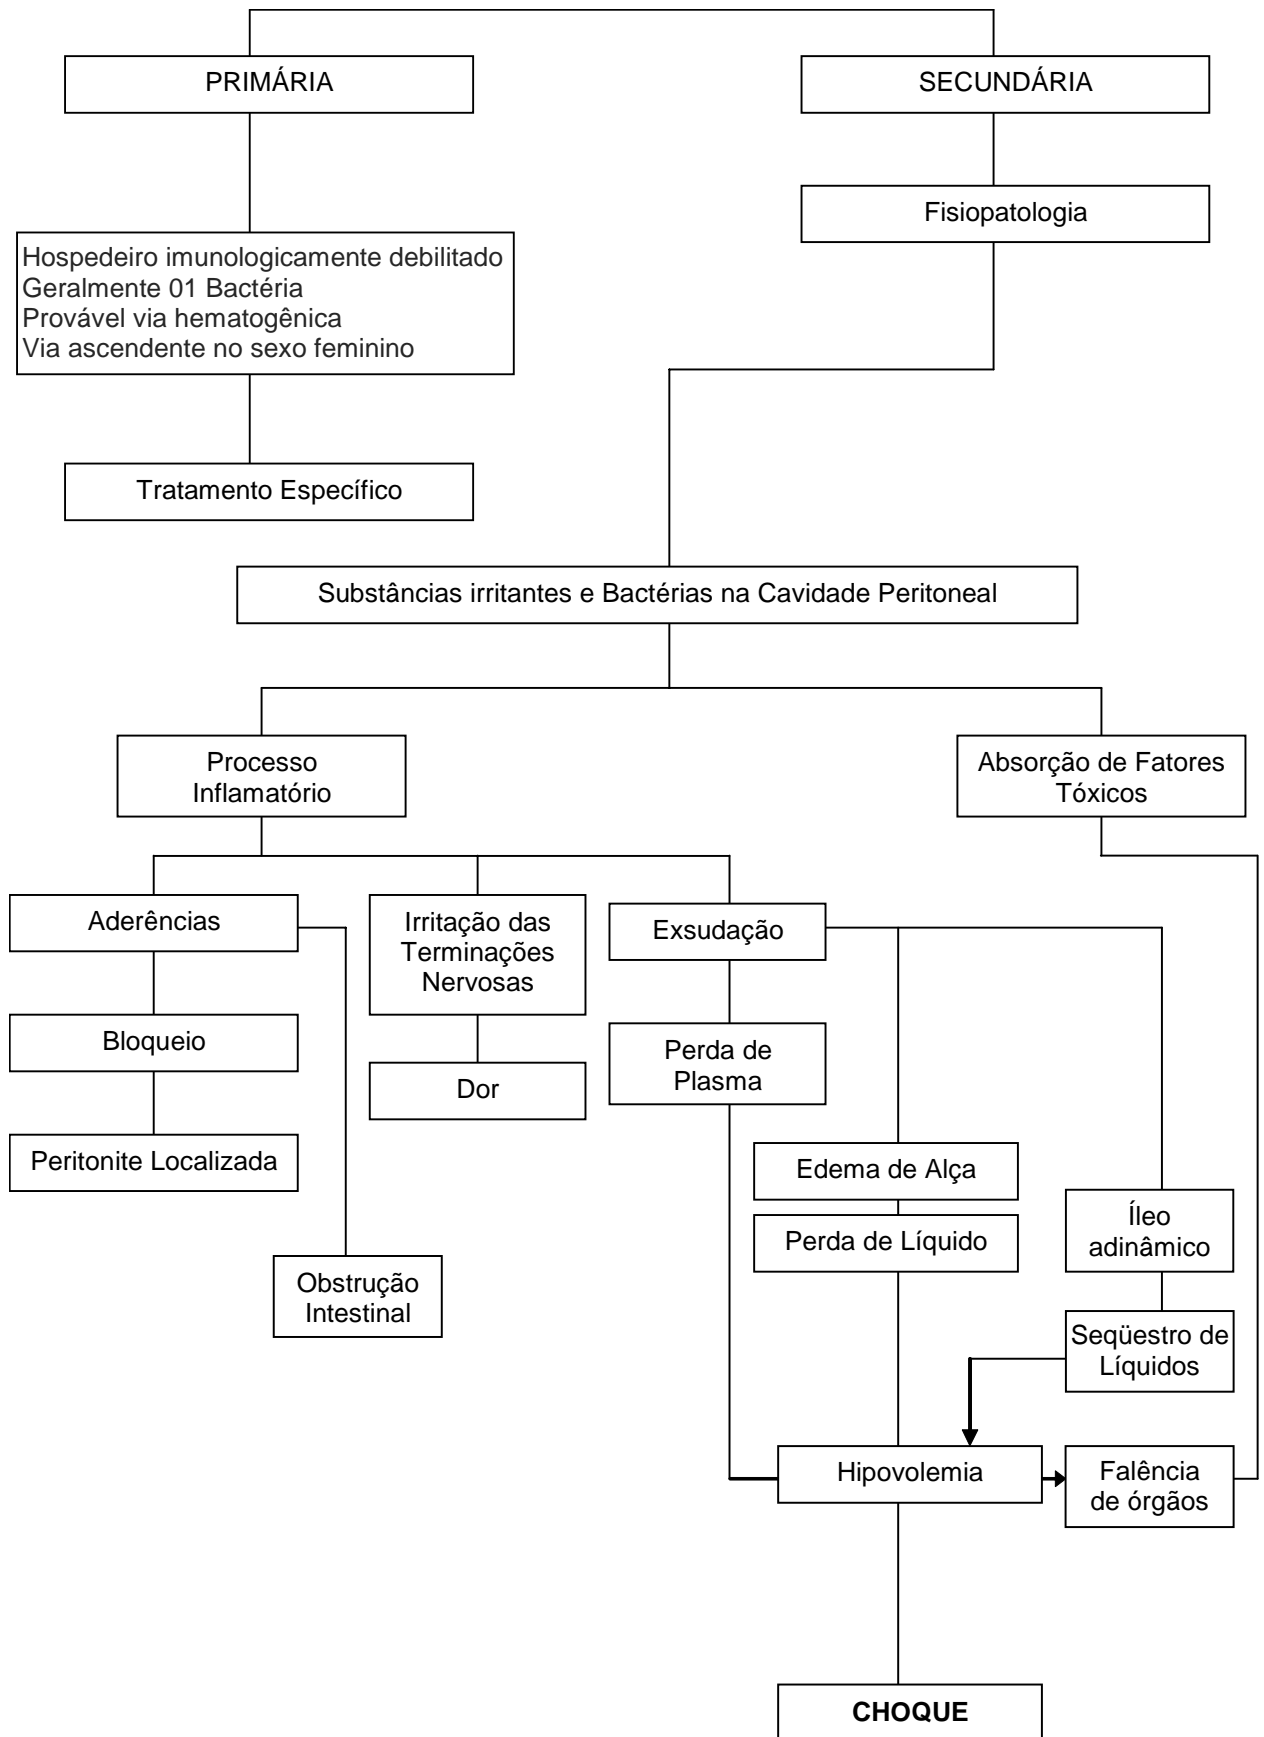 PRIMÁRIA
SECUNDÁRIA
Fisiopatologia
Hospedeiro imunologicamente debilitado
Geralmente 01 Bactéria
Provável via hematogênica
Via ascendente no sexo feminino
Tratamento Específico
Substâncias irritantes e Bactérias na Cavidade Peritoneal
Processo
Inflamatório
Absorção de Fatores
Tóxicos
Aderências
Irritação das
Terminações
Nervosas
Exsudação
Bloqueio
Dor
Perda de
Plasma
Peritonite Localizada
Edema de Alça
Perda de Líquido
Íleo
adinâmico
Obstrução
Intestinal
Seqüestro de
Líquidos
Hipovolemia
Falência
de órgãos
CHOQUE